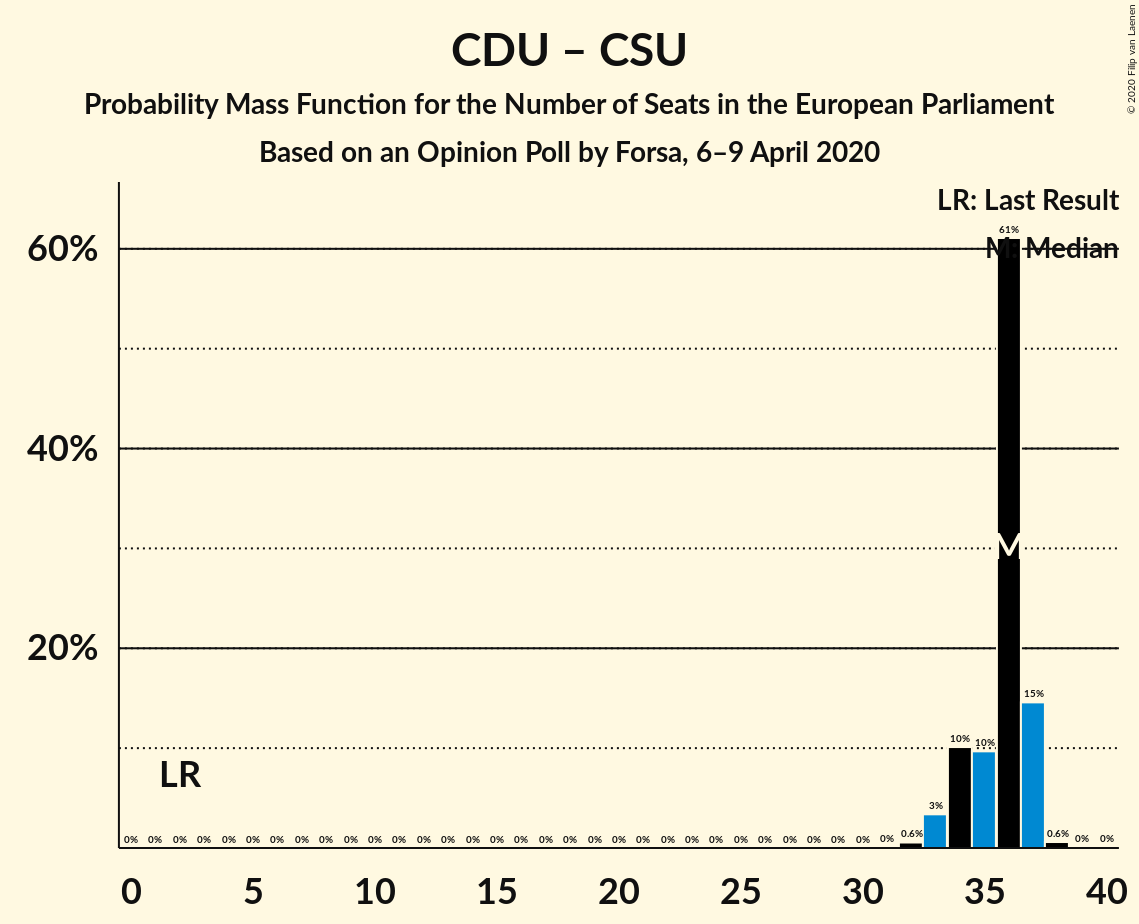 CDU – CSU
Probability Mass Function for the Number of Seats in the European Parliament
Based on an Opinion Poll by Forsa, 6–9 April 2020
© 2020 Filip van Laenen
LR: Last Result
M: Median
61%
60%
40%
M
20%
15%
10% 10%
LR
3%
0% 0% 0% 0% 0% 0% 0% 0% 0% 0% 0% 0% 0% 0% 0% 0% 0% 0% 0% 0% 0% 0% 0% 0% 0% 0% 0% 0% 0% 0% 0% 0% 0.6% 0.6% 0% 0%
0 5 10 15 20 25 30 35 40